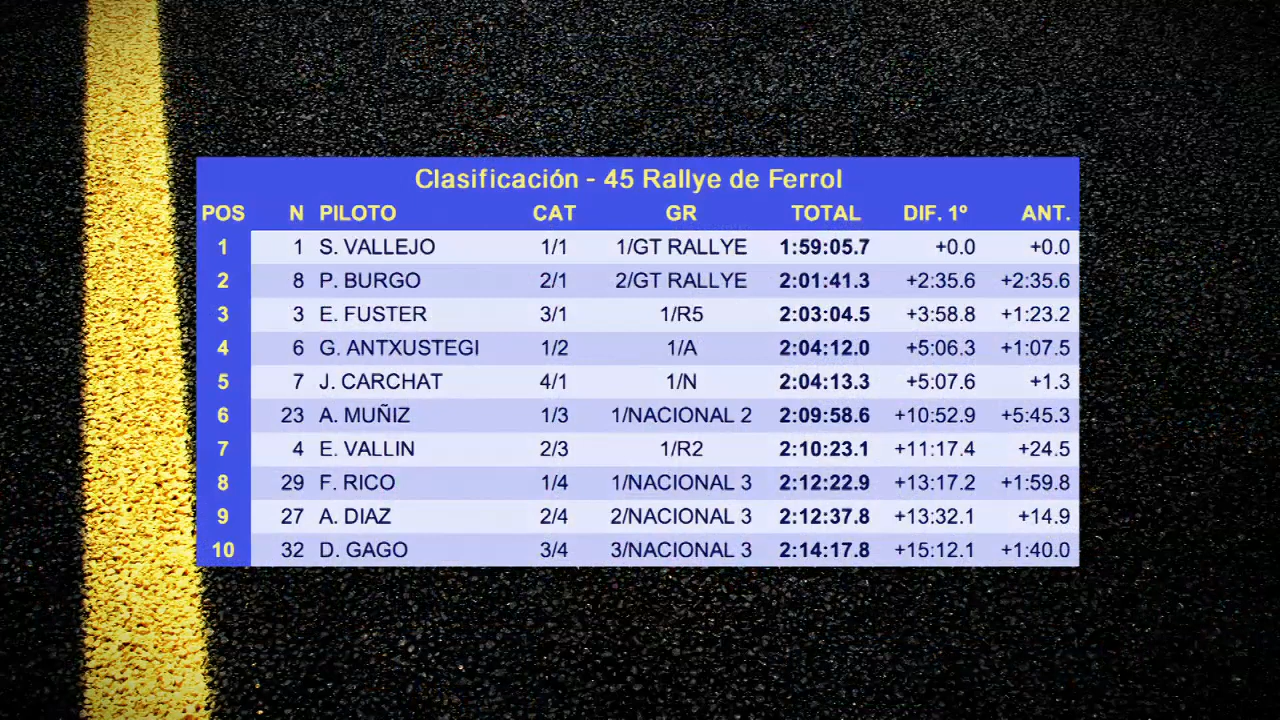 Clasificación - 45 Rallye de Ferrol
POS N PILOTO CAT GR TOTAL DIF. 1º ANT.
1 1 S. VALLEJO 1/1 1/GT RALLYE 1:59:05.7 +0.0 +0.0
2 8 P. BURGO 2/1 2/GT RALLYE 2:01:41.3 +2:35.6 +2:35.6
3 3 E. FUSTER 3/1 1/R5 2:03:04.5 +3:58.8 +1:23.2
4 6 G. ANTXUSTEGI 1/2 1/A 2:04:12.0 +5:06.3 +1:07.5
5 7 J. CARCHAT 4/1 1/N 2:04:13.3 +5:07.6 +1.3
6 23 A. MUÑIZ 1/3 1/NACIONAL 2 2:09:58.6 +10:52.9 +5:45.3
7 4 E. VALLIN 2/3 1/R2 2:10:23.1 +11:17.4 +24.5
8 29 F. RICO 1/4 1/NACIONAL 3 2:12:22.9 +13:17.2 +1:59.8
9 27 A. DIAZ 2/4 2/NACIONAL 3 2:12:37.8 +13:32.1 +14.9
10 32 D. GAGO 3/4 3/NACIONAL 3 2:14:17.8 +15:12.1 +1:40.0